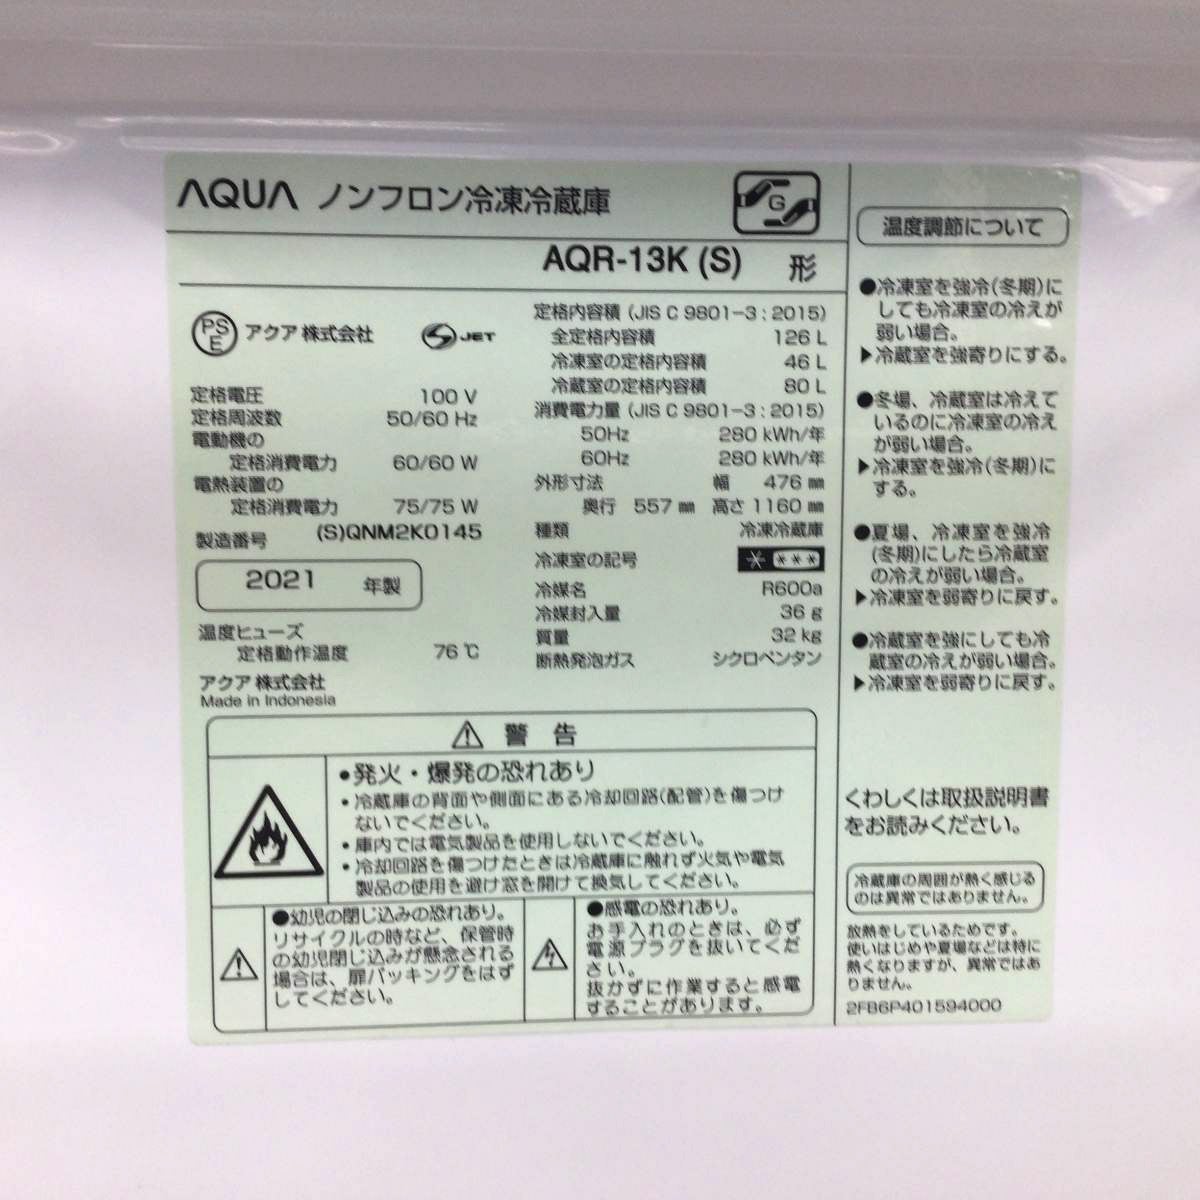 AQUA ノンフロン冷凍冷蔵庫
G
AQR-13K (S) 形
PS E アクア 株式会社 JET
定格電圧 100 V
定格周波数 50/60 Hz
電動機の
定格消費電力 60/60 W
電熱装置の
定格消費電力 75/75 W
製造番号 (S)QNM2K0145
2021 年製
温度ヒューズ
定格動作温度 76 ℃
アクア 株式会社
Made in Indonesia
定格内容積 (JIS C 9801-3 : 2015)
全定格内容積 126 L
冷凍室の定格内容積 46 L
冷蔵室の定格内容積 80 L
消費電力量 (JIS C 9801-3 : 2015)
50Hz 280 kWh/年
60Hz 280 kWh/年
外形寸法 幅 476 ㎜
奥行 557 ㎜ 高さ 1160 ㎜
種類 冷凍冷蔵庫
冷凍室の記号
冷媒名 R600a
冷媒封入量 36 g
質量 32 kg
断熱発泡ガス シクロペンタン
警 告
●発火・爆発の恐れあり
・冷蔵庫の背面や側面にある冷却回路(配管)を傷つけ
ないでください。
・庫内では電気製品を使用しないでください。
・冷却回路を傷つけたときは冷蔵庫に触れず火気や電気
製品の使用を避け窓を開けて換気してください。
●幼児の閉じ込みの恐れあり。
リサイクルの時など、保管時
の幼児閉じ込みが懸念される
場合は、扉パッキングをはず
してください。
●感電の恐れあり。
お手入れのときは、必ず
電源プラグを抜いてくだ
さい。
抜かずに作業すると感電
することがあります。
温度調節について
●冷凍室を強冷(冬期)に
しても冷凍室の冷えが
弱い場合。
▶冷蔵室を強寄りにする。
●冬場、冷蔵室は冷えて
いるのに冷凍室の冷え
が弱い場合。
▶冷凍室を強冷(冬期)に
する。
●夏場、冷凍室を強冷
(冬期)にしたら冷蔵室
の冷えが弱い場合。
▶冷凍室を弱寄りに戻す。
●冷蔵室を強にしても冷
蔵室の冷えが弱い場合。
▶冷凍室を弱寄りに戻す。
くわしくは取扱説明書
をお読みください。
冷蔵庫の周囲が熱く感じる
のは異常ではありません。
放熱をしているためです。
使いはじめや夏場などは特に
熱くなりますが、異常ではあ
りません。
2FB6P401594000